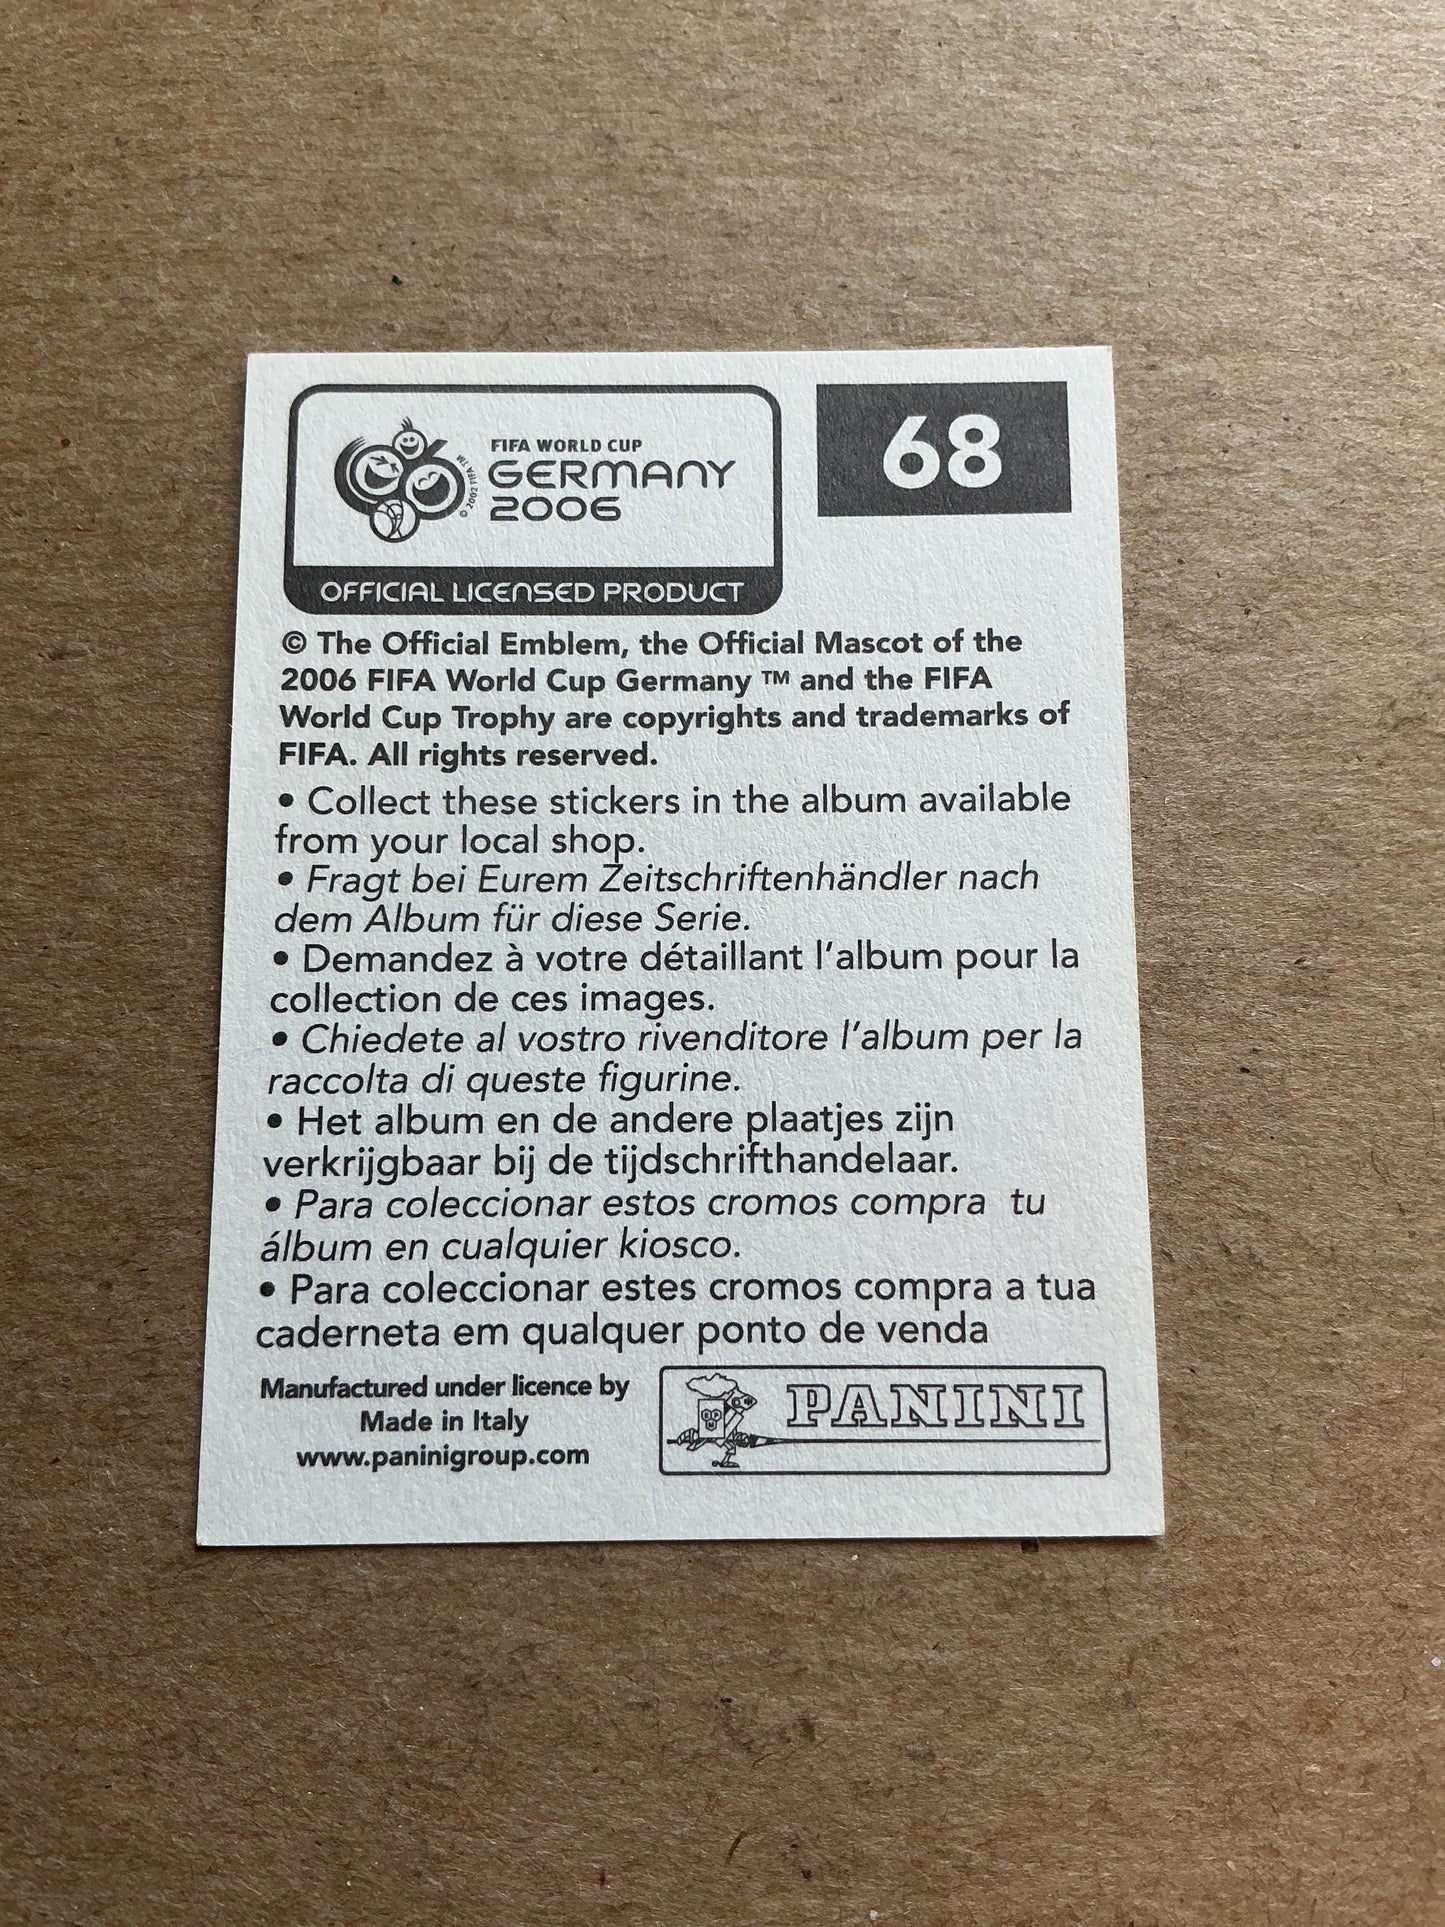 © 2002 FIFA TM
FIFA WORLD CUP
GERMANY
2006
OFFICIAL LICENSED PRODUCT
68
© The Official Emblem, the Official Mascot of the
2006 FIFA World Cup Germany ™ and the FIFA
World Cup Trophy are copyrights and trademarks of
FIFA. All rights reserved.
• Collect these stickers in the album available
from your local shop.
• Fragt bei Eurem Zeitschriftenhändler nach
dem Album für diese Serie.
• Demandez à votre détaillant l'album pour la
collection de ces images.
• Chiedete al vostro rivenditore l'album per la
raccolta di queste figurine.
• Het album en de andere plaatjes zijn
verkrijgbaar bij de tijdschrifthandelaar.
• Para coleccionar estos cromos compra  tu
álbum en cualquier kiosco.
• Para coleccionar estes cromos compra a tua
caderneta em qualquer ponto de venda
Manufactured under licence by
Made in Italy
www.paninigroup.com
PANINI